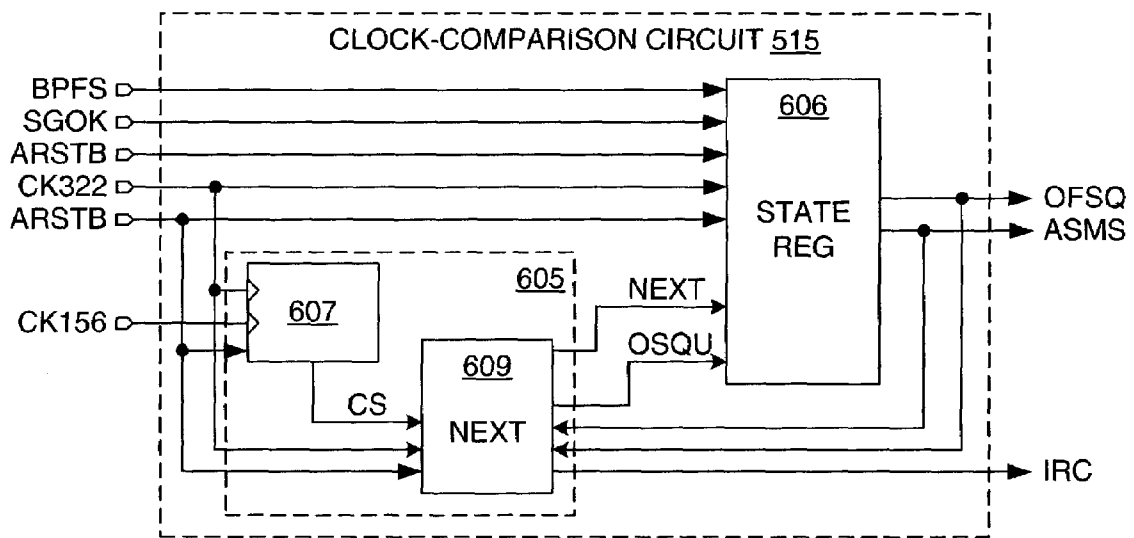 CLOCK-COMPARISON CIRCUIT 515
BPFS
SGOK
ARSTB
CK322
ARSTB
CK156
606
STATE
REG
OFSQ
ASMS
605
607
NEXT
OSQU
609
NEXT
CS
IRC